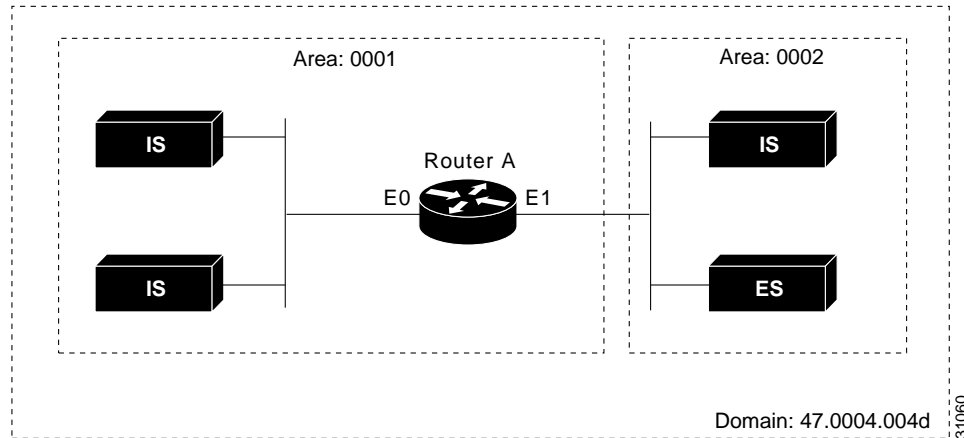 Area: 0001
Area: 0002
IS
IS
Router A
E0
E1
IS
ES
Domain: 47.0004.004d
31060